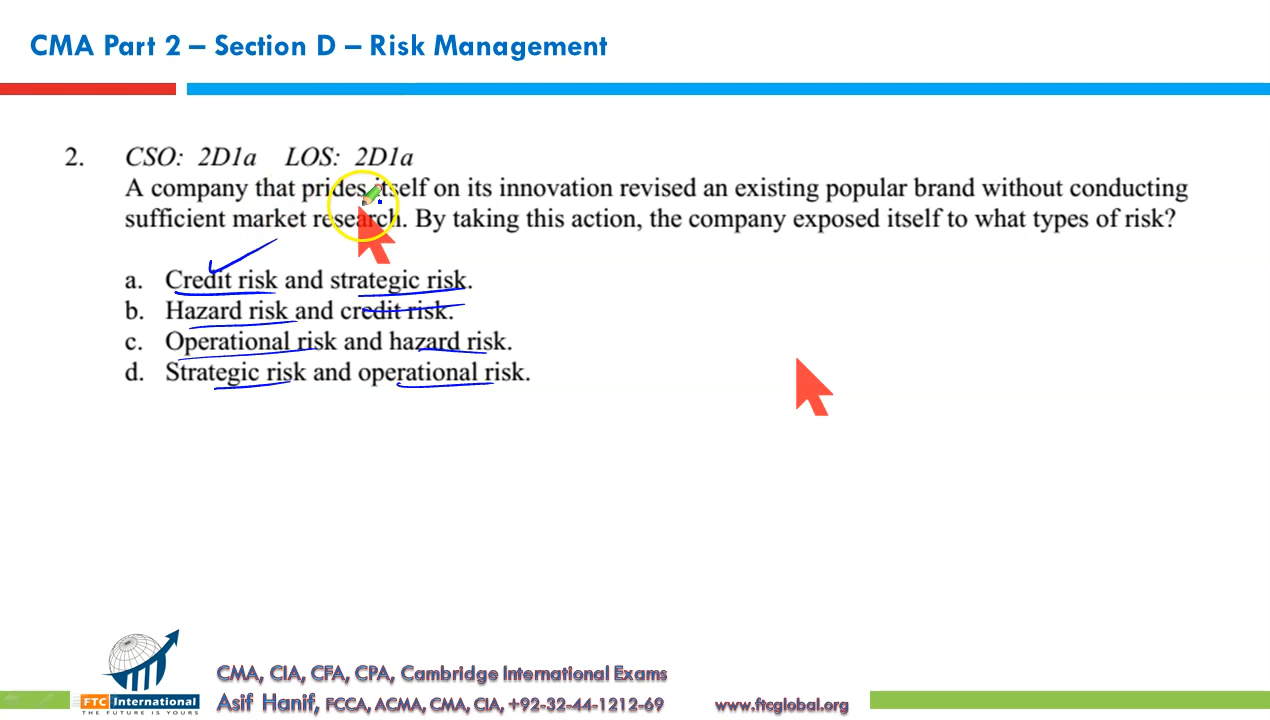 CMA Part 2 – Section D – Risk Management
2. CSO: 2D1a LOS: 2D1a
A company that prides itself on its innovation revised an existing popular brand without conducting
sufficient market research. By taking this action, the company exposed itself to what types of risk?
a. Credit risk and strategic risk.
b. Hazard risk and credit risk.
c. Operational risk and hazard risk.
d. Strategic risk and operational risk.
FTC International
THE FUTURE IS YOURS
CMA, CIA, CFA, CPA, Cambridge International Exams
Asif Hanif, FCCA, ACMA, CMA, CIA, +92-32-44-1212-69 www.ftcglobal.org